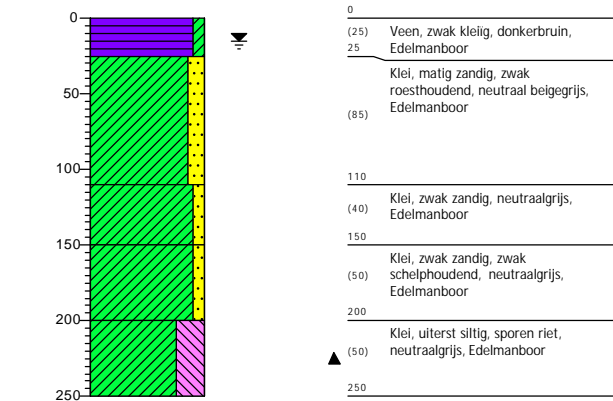 0
50
100
150
200
250
0
(25)
Veen, zwak kleiïg, donkerbruin,
Edelmanboor
25
Klei, matig zandig, zwak
roesthoudend, neutraal beigegrijs,
Edelmanboor
(85)
110
Klei, zwak zandig, neutraalgrijs,
Edelmanboor
(40)
150
Klei, zwak zandig, zwak
schelphoudend, neutraalgrijs,
Edelmanboor
(50)
200
Klei, uiterst siltig, sporen riet,
neutraalgrijs, Edelmanboor
(50)
250